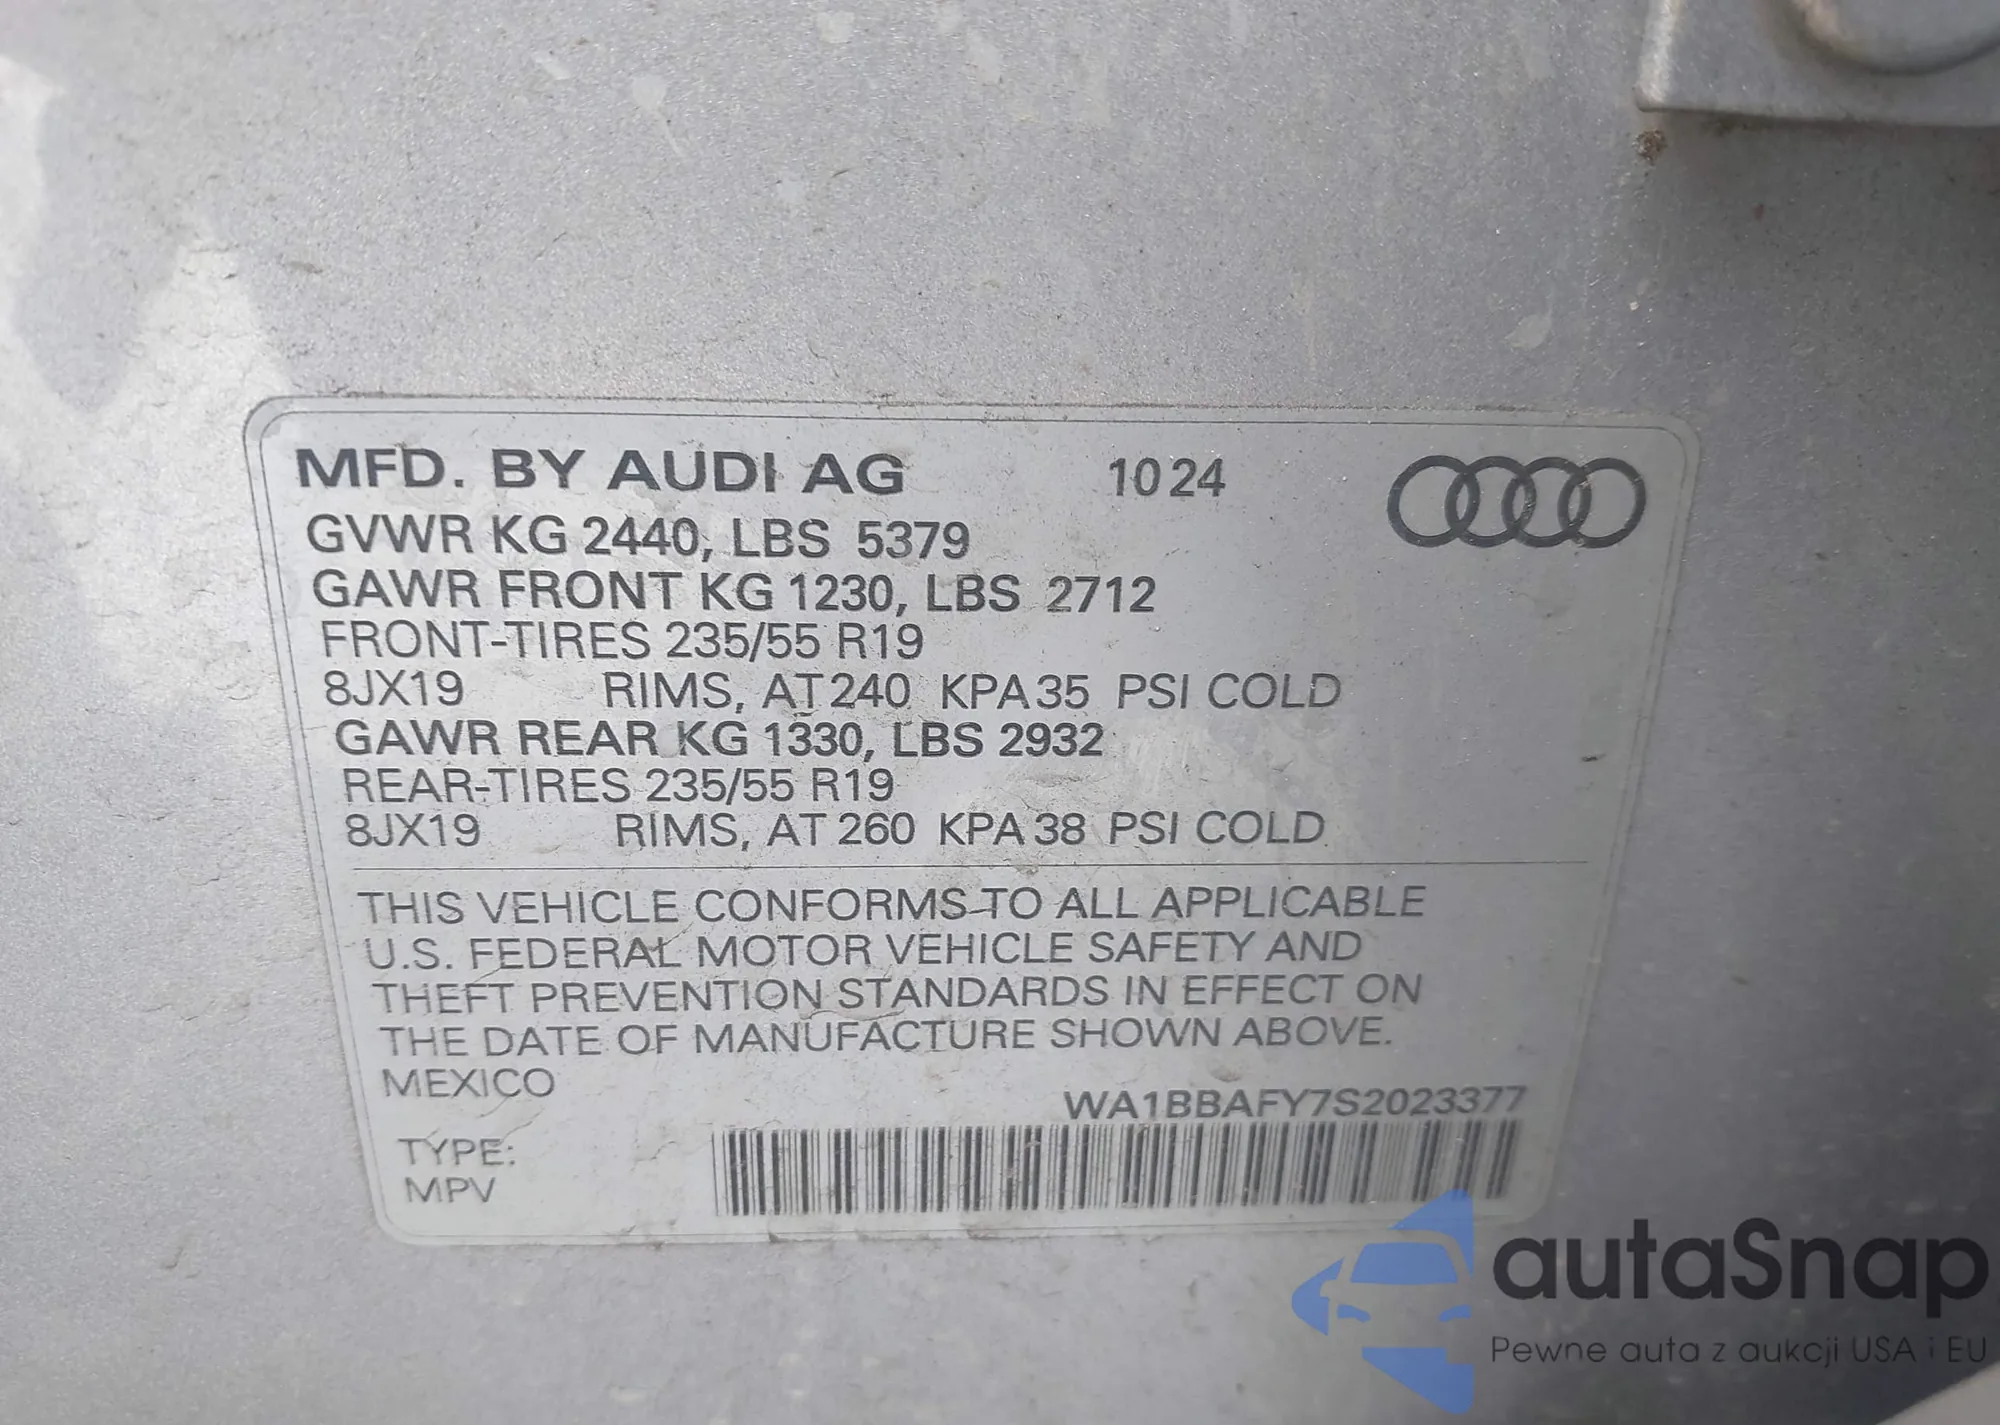 MFD. BY AUDI AG 10 24
GVWR KG 2440, LBS 5379
GAWR FRONT KG 1230, LBS 2712
FRONT-TIRES 235/55 R19
8JX19 RIMS, AT 240 KPA 35 PSI COLD
GAWR REAR KG 1330, LBS 2932
REAR-TIRES 235/55 R19
8JX19 RIMS, AT 260 KPA 38 PSI COLD
THIS VEHICLE CONFORMS TO ALL APPLICABLE
U.S. FEDERAL MOTOR VEHICLE SAFETY AND
THEFT PREVENTION STANDARDS IN EFFECT ON
THE DATE OF MANUFACTURE SHOWN ABOVE.
MEXICO
WA1BBAFY7S2023377
TYPE:
MPV
autaSnap
Pewne auta z aukcji USA i EU